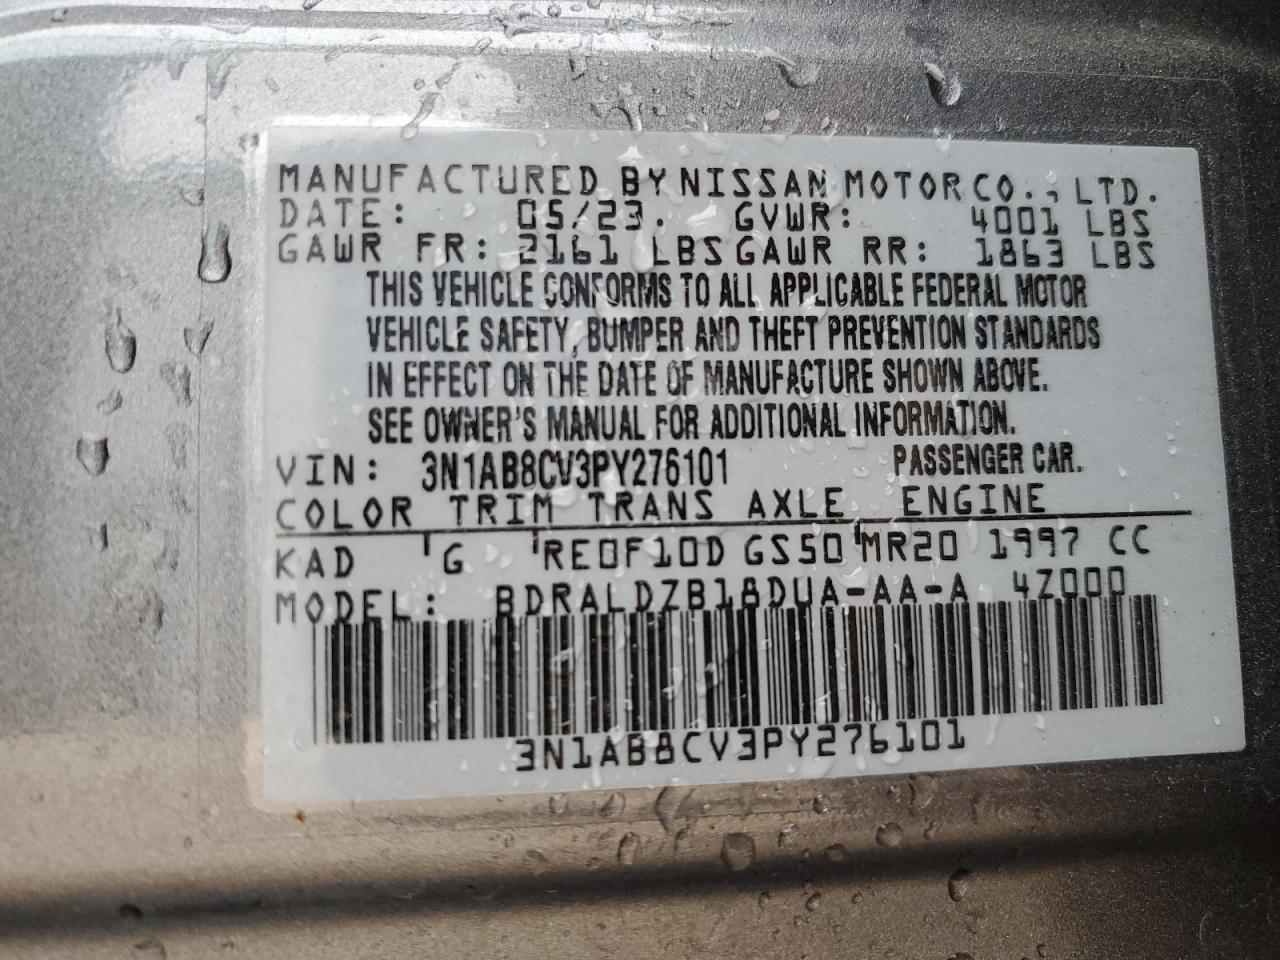 MANUFACTURED BY NISSAN MOTOR CO., LTD.
DATE: 05/23. GVWR: 4001 LBS
GAWR FR: 2161 LBS GAWR RR: 1863 LBS
THIS VEHICLE CONFORMS TO ALL APPLICABLE FEDERAL MOTOR
VEHICLE SAFETY, BUMPER AND THEFT PREVENTION STANDARDS
IN EFFECT ON THE DATE OF MANUFACTURE SHOWN ABOVE.
SEE OWNER'S MANUAL FOR ADDITIONAL INFORMATION.
VIN: 3N1AB8CV3PY276101 PASSENGER CAR.
COLOR TRIM TRANS AXLE ENGINE
KAD G RE0F10D GS50 MR20 1997 CC
MODEL: BDRALDZB18DUA-AA-A 4Z000
3N1AB8CV3PY276101